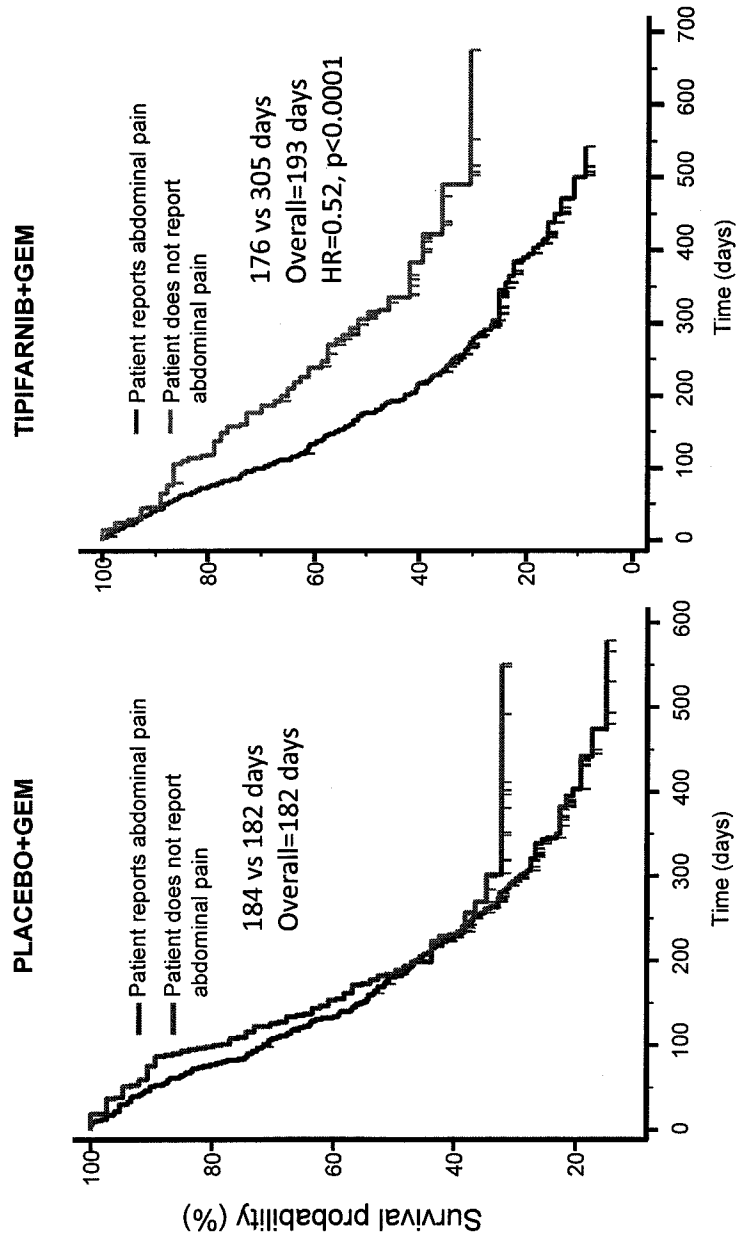 PLACEBO+GEM
Patient reports abdominal pain
Patient does not report
abdominal pain
184 vs 182 days
Overall=182 days
Survival probability (%)
100
80
60
40
20
0
100
200
300
400
500
600
Time (days)
TIPIFARNIB+GEM
Patient reports abdominal pain
Patient does not report
abdominal pain
176 vs 305 days
Overall=193 days
HR=0.52, p<0.0001
100
80
60
40
20
0
0
100
200
300
400
500
600
700
Time (days)